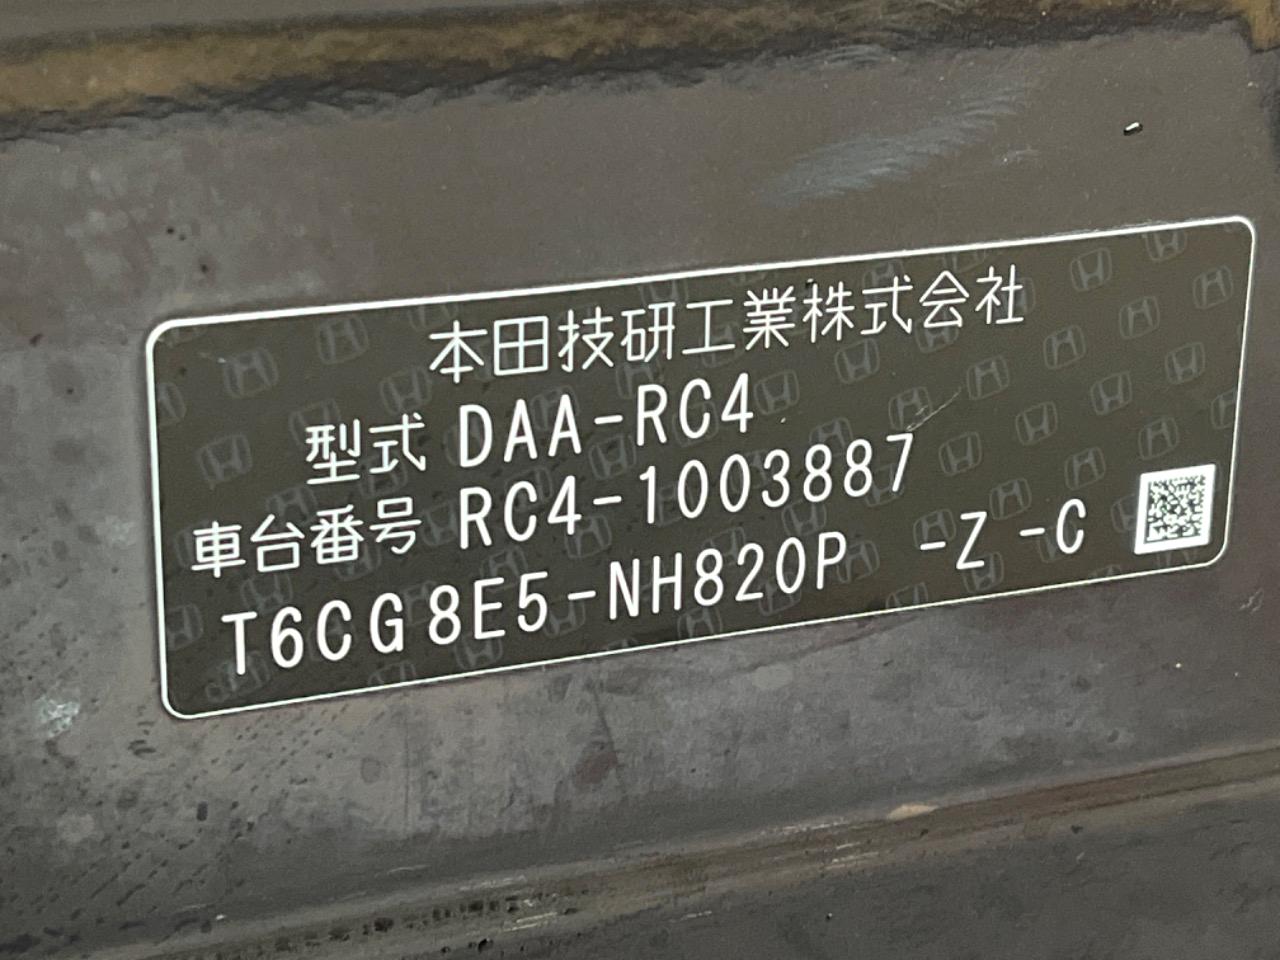 本田技研工業株式会社
型式 DAA-RC4
車台番号 RC4-1003887
T6CG8E5-NH820P -Z -C